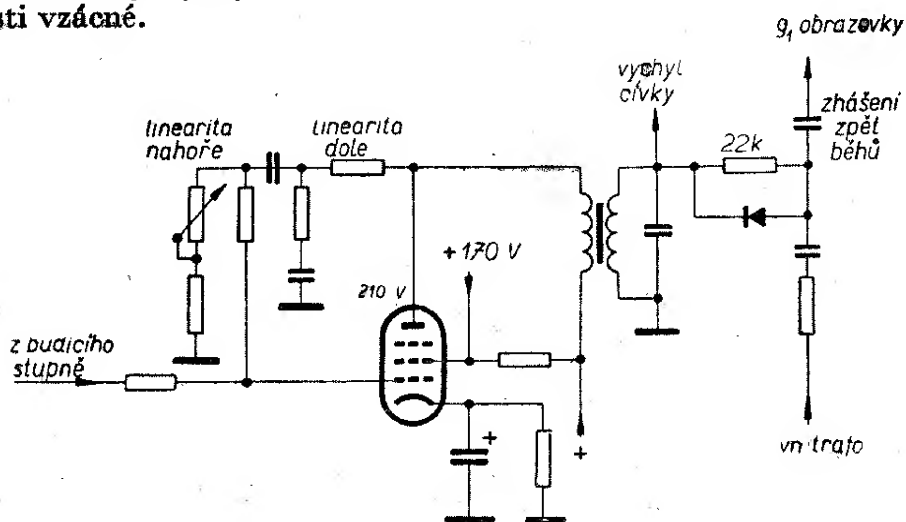 sti vzácné.
g₁ obrazovky
vychyl
cívky
zhášení
zpět
běhů
linearita
nahoře
linearita
dole
22k
+170 V
210 V
z budicího
stupně
+
+
vn trafo